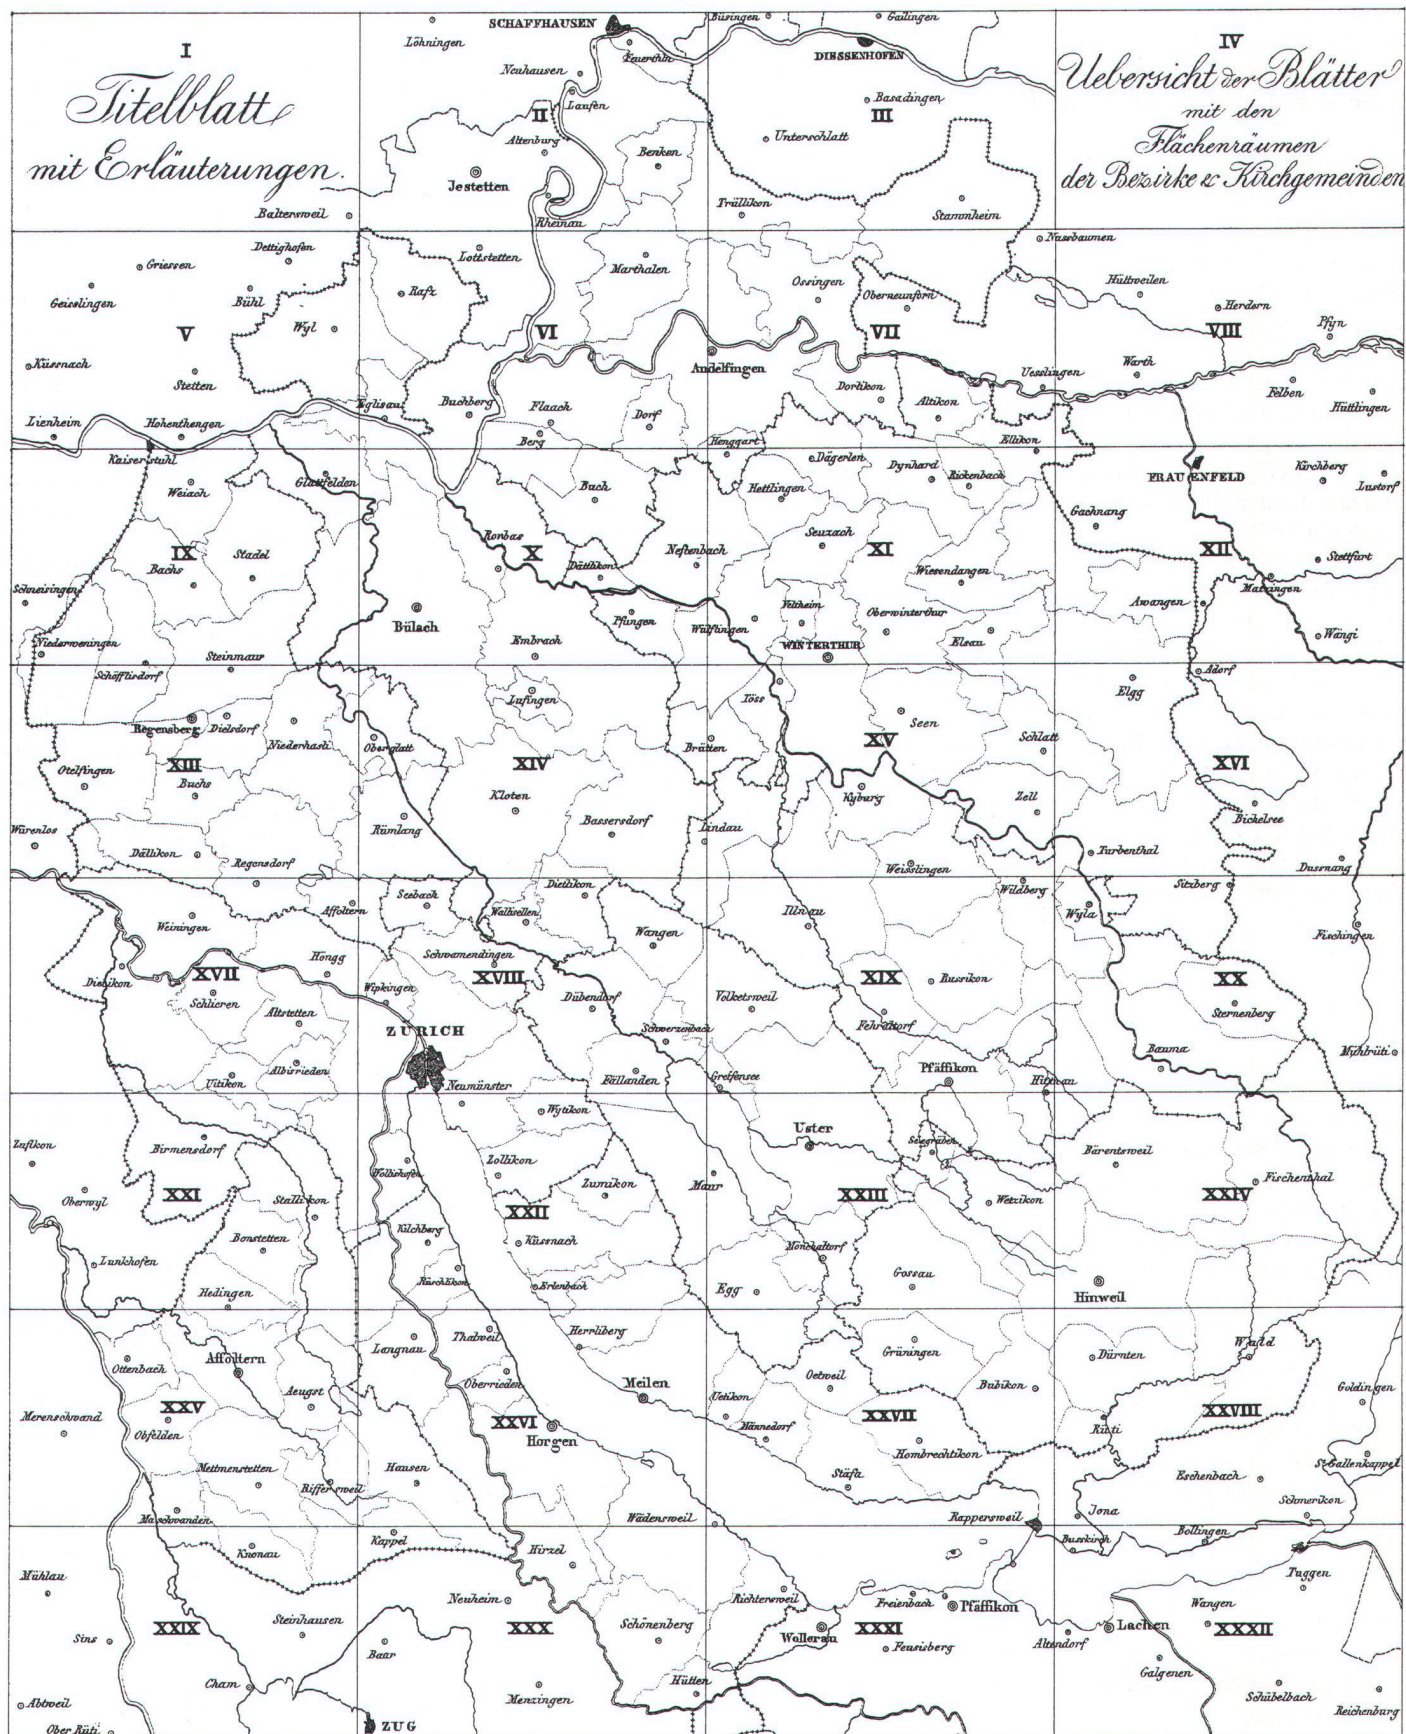 I
Titelblatt
mit Erläuterungen.
IV
Uebersicht der Blätter
mit den
Flächenräumen
der Bezirke & Kirchgemeinden
SCHAFFHAUSEN
Löhningen
Neuhausen
Feuerthln
Büsingen
Gailingen
DIESSENHOFEN
Laufen
II
Altenburg
Benken
Jestetten
Rheinau
Basadingen
III
Unterschlatt
Trüllikon
Stammheim
Baltersweil
Nussbaumen
Dettighofen
Griessen
Geisslingen
Bühl
V
Wyl
Küssnach
Stetten
Lienheim
Hohenthengen
Lottstetten
Rafz
Marthalen
VI
Eglisau
Buchberg
Flaach
Berg
Dorf
Ossingen
Oberneunforn
VII
Andelfingen
Dorlikon
Altikon
Uesslingen
Ellikon
Henggart
Hüttweilen
Herdern
VIII
Pfyn
Warth
Felben
Hüttlingen
Kaiserstuhl
Weiach
Glattfelden
IX
Bachs
Stadel
Schneisingen
Niederweningen
Schöfflisdorf
Steinmaur
Buch
Rorbas
X
Dättlikon
Neftenbach
Bülach
Embrach
Pfungen
Dägerlen
Dynhard
Rickenbach
Hettlingen
Seuzach
XI
Wiesendangen
Veltheim
Oberwinterthur
Wülflingen
WINTERTHUR
Elsau
FRAUENFELD
Kirchberg
Lustorf
Gachnang
XII
Stettfurt
Matzingen
Awangen
Wängi
Adorf
Regensberg
Dielsdorf
Niederhasli
Otelfingen
XIII
Buchs
Würenlos
Dällikon
Regensdorf
Lufingen
Oberglatt
XIV
Kloten
Rümlang
Bassersdorf
Töss
Brütten
Seen
XV
Schlatt
Kyburg
Zell
Lindau
Weisslingen
Wildberg
Elgg
XVI
Bichelsee
Turbenthal
Dussnang
Sitzberg
Affoltern
Weiningen
Höngg
Dietikon
XVII
Schlieren
Altstetten
Albisrieden
Uitikon
Seebach
Dietlikon
Wallisellen
Wangen
Schwamendingen
XVIII
Wipkingen
Dübendorf
ZÜRICH
Schwerzenbach
Neumünster
Fällanden
Illnau
XIX
Russikon
Volketsweil
Fehraltorf
Greifensee
Pfäffikon
Hittnau
Wyla
Fischingen
XX
Sternenberg
Bauma
Mühlrüti
Zufikon
Birmensdorf
Oberwyl
XXI
Stallikon
Bonstetten
Lunkhofen
Hedingen
Wytikon
Zollikon
Wollishofen
Zumikon
XXII
Kilchberg
Küssnach
Rüschlikon
Erlenbach
Uster
Seegräben
Maur
XXIII
Wetzikon
Mönchaltorf
Gossau
Egg
Bärentsweil
Fischenthal
XXIV
Hinweil
Ottenbach
Affoltern
Aeugst
Merenschwand
XXV
Obfelden
Mettmenstetten
Riffersweil
Maschwanden
Langnau
Thalweil
Herrliberg
Oberrieden
Meilen
XXVI
Horgen
Hausen
Wädensweil
Grüningen
Oetweil
Uetikon
Bubikon
XXVII
Männedorf
Hombrechtikon
Stäfa
Rappersweil
Wald
Dürnten
Goldingen
XXVIII
Rüti
Eschenbach
St.Gallenkappel
Schmerikon
Jona
Bollingen
Busskirch
Knonau
Mühlau
Steinhausen
XXIX
Sins
Cham
Abtweil
Ober Rüti
Kappel
Hirzel
Neuheim
XXX
Schönenberg
Baar
Menzingen
Hütten
ZUG
Richtersweil
Freienbach
Pfäffikon
Wollerau
XXXI
Feusisberg
Altendorf
Tuggen
Wangen
Lachen
XXXII
Galgenen
Schübelbach
Reichenburg